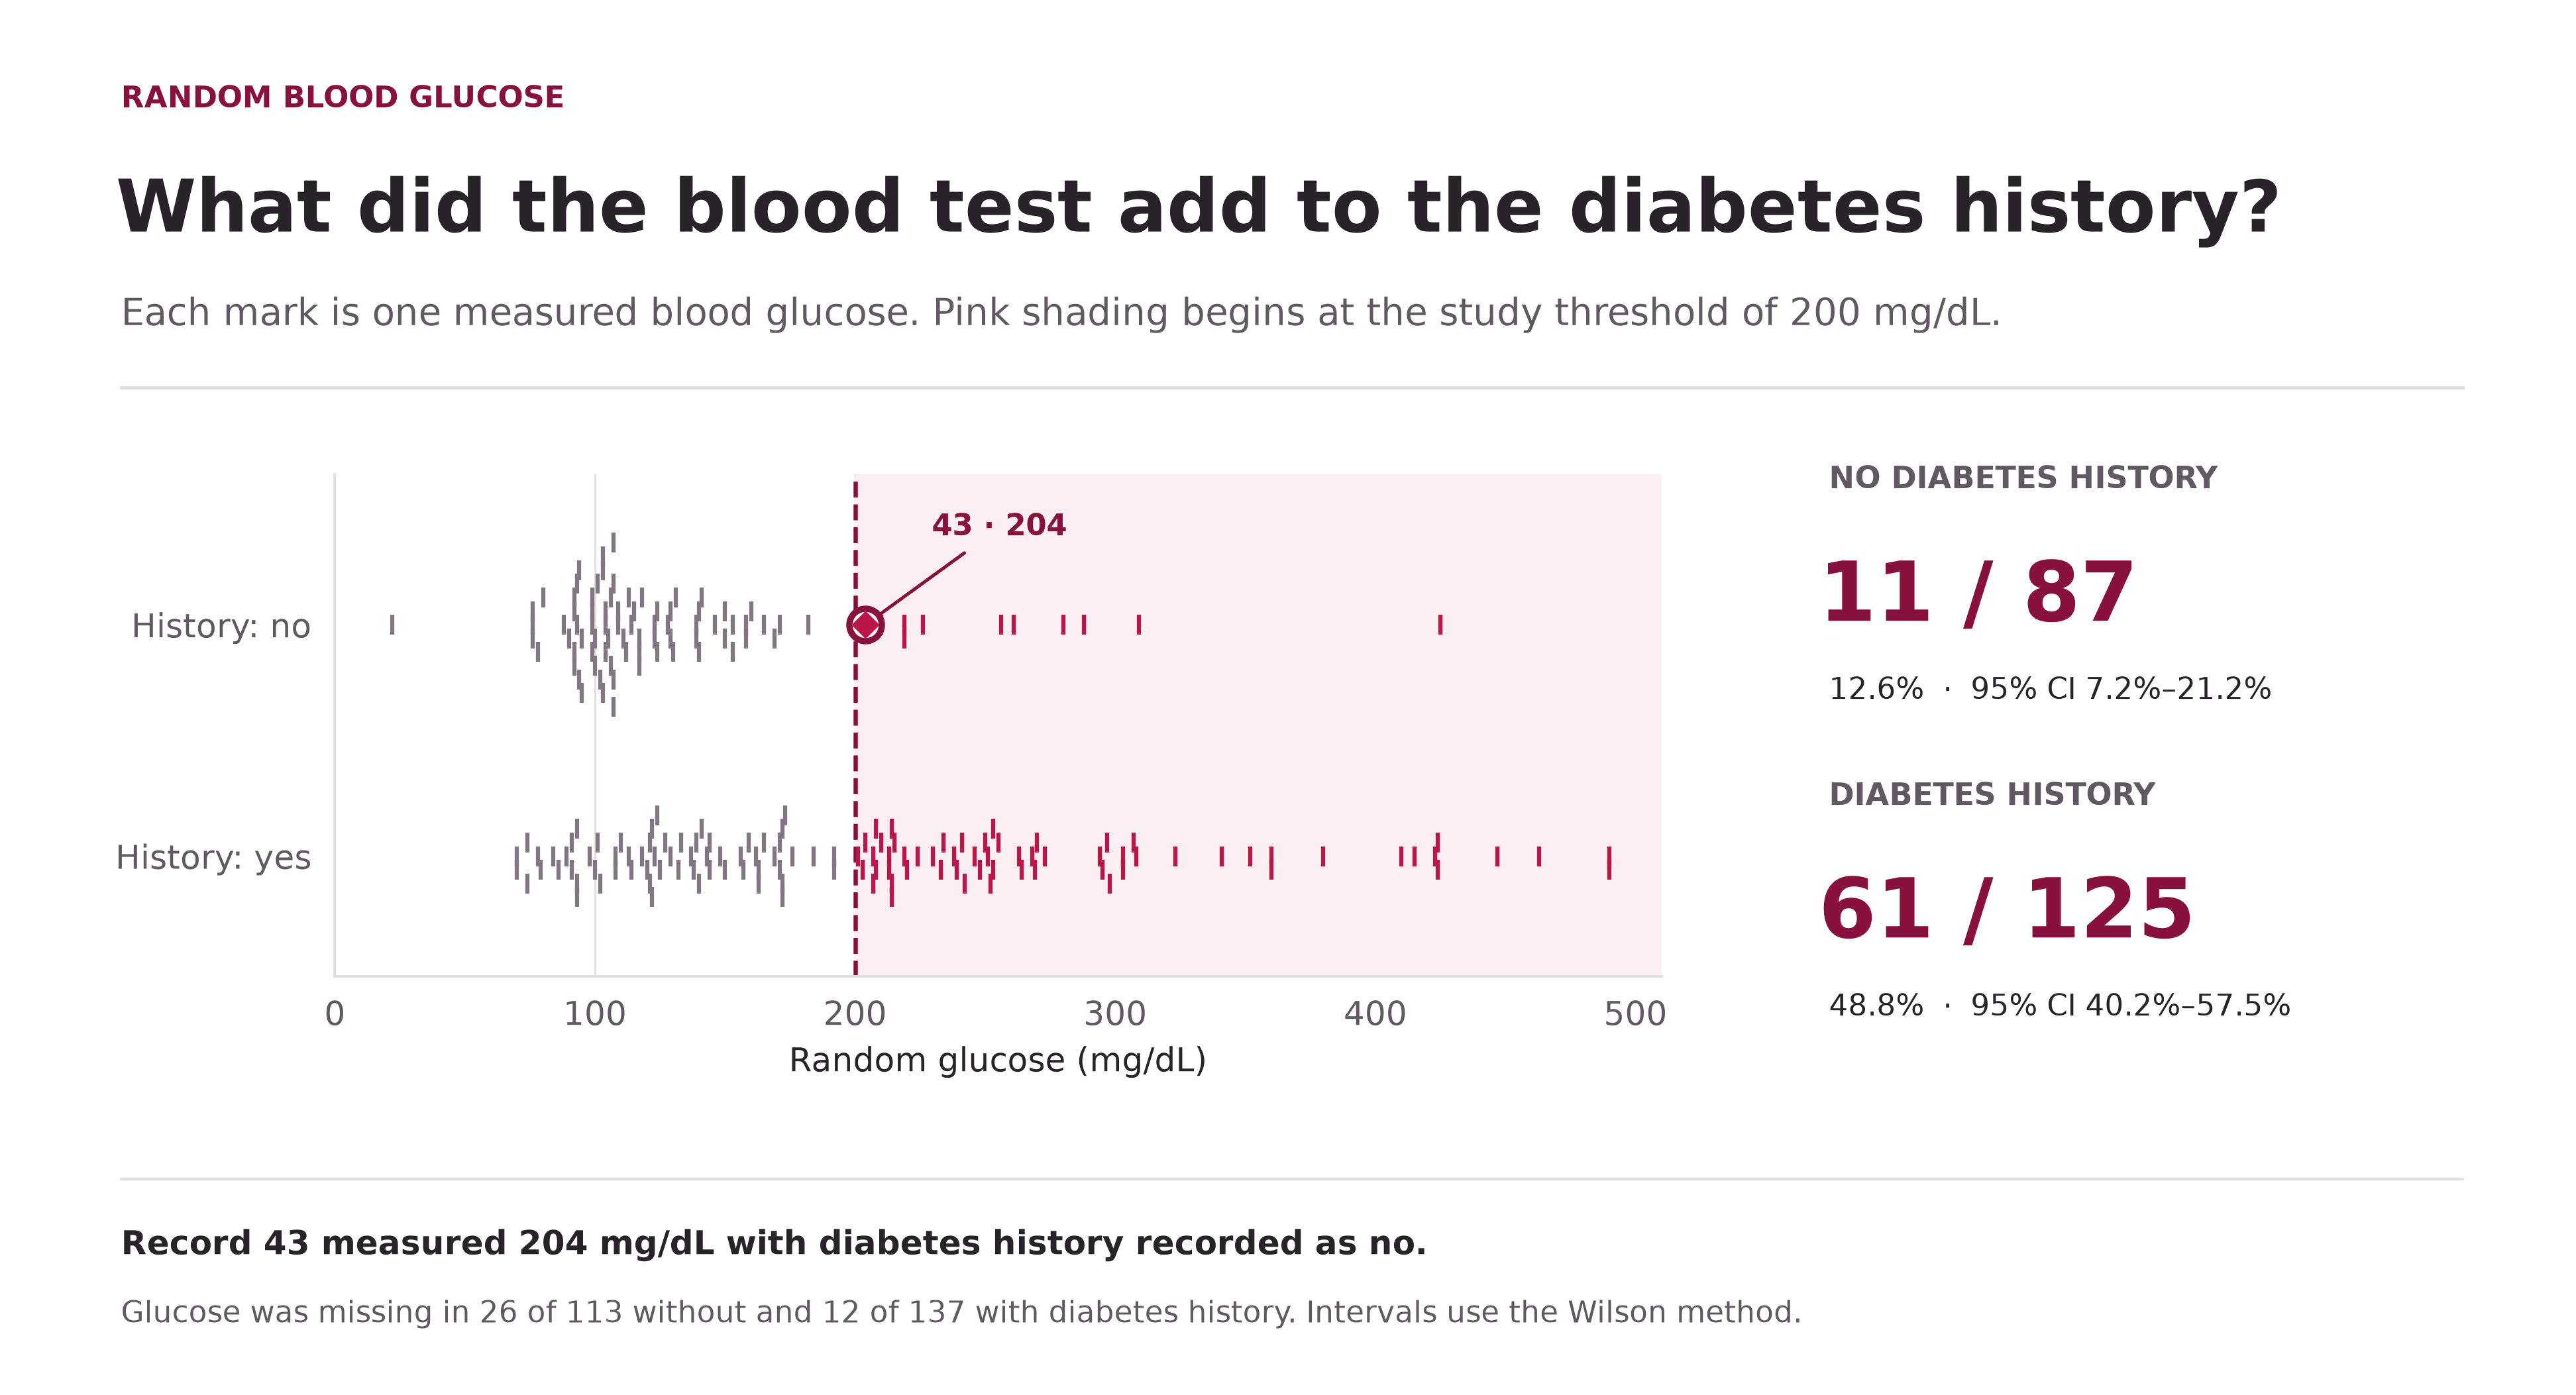 RANDOM BLOOD GLUCOSE
What did the blood test add to the diabetes history?
Each mark is one measured blood glucose. Pink shading begins at the study threshold of 200 mg/dL.
43 · 204
History: no
History: yes
0 100 200 300 400 500
Random glucose (mg/dL)
NO DIABETES HISTORY
11 / 87
12.6% · 95% CI 7.2%–21.2%
DIABETES HISTORY
61 / 125
48.8% · 95% CI 40.2%–57.5%
Record 43 measured 204 mg/dL with diabetes history recorded as no.
Glucose was missing in 26 of 113 without and 12 of 137 with diabetes history. Intervals use the Wilson method.